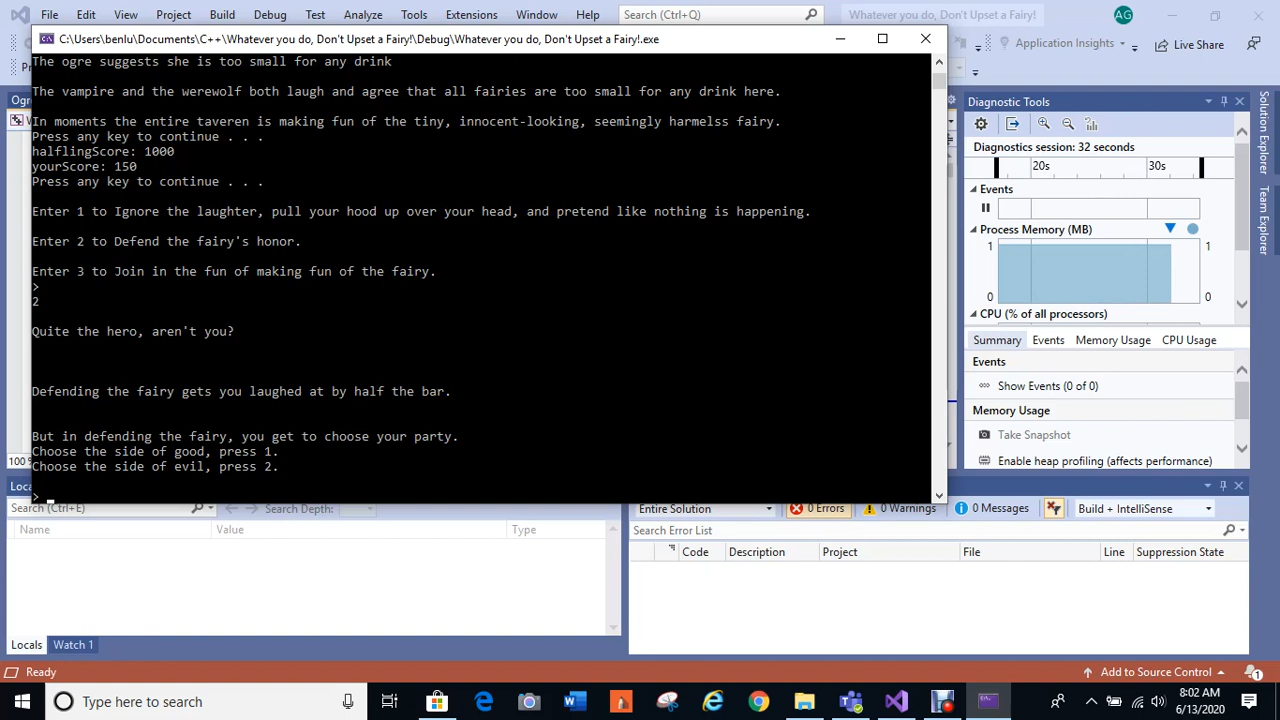 File Edit View Project Build Debug Test Analyze Tools Extensions Window Help Search (Ctrl+Q) Whatever you do, Don't Upset a Fairy! AG
C:\Users\benlu\Documents\C++\Whatever you do, Don't Upset a Fairy!\Debug\Whatever you do, Don't Upset a Fairy!.exe
Application Insights Live Share
The ogre suggests she is too small for any drink
The vampire and the werewolf both laugh and agree that all fairies are too small for any drink here.
In moments the entire taveren is making fun of the tiny, innocent-looking, seemingly harmelss fairy.
Press any key to continue . . .
halflingScore: 1000
yourScore: 150
Press any key to continue . . .
Enter 1 to Ignore the laughter, pull your hood up over your head, and pretend like nothing is happening.
Enter 2 to Defend the fairy's honor.
Enter 3 to Join in the fun of making fun of the fairy.
>
2
Quite the hero, aren't you?
Defending the fairy gets you laughed at by half the bar.
But in defending the fairy, you get to choose your party.
Choose the side of good, press 1.
Choose the side of evil, press 2.
>
Diagnostic Tools
Diagnostics session: 32 seconds
20s 30s
Events
Process Memory (MB)
1 1
0 0
CPU (% of all processors)
Summary Events Memory Usage CPU Usage
Events
Show Events (0 of 0)
Memory Usage
Take Snapshot
Enable heap profiling (affects performance)
Solution Explorer
Team Explorer
100 %
Search (Ctrl+E) Search Depth:
Name Value Type
Locals Watch 1
Entire Solution 0 Errors 0 Warnings 0 Messages Build + IntelliSense
Search Error List
Code Description Project File Line Suppression State
Ready Add to Source Control 1
Type here to search
8:02 AM
6/13/2020